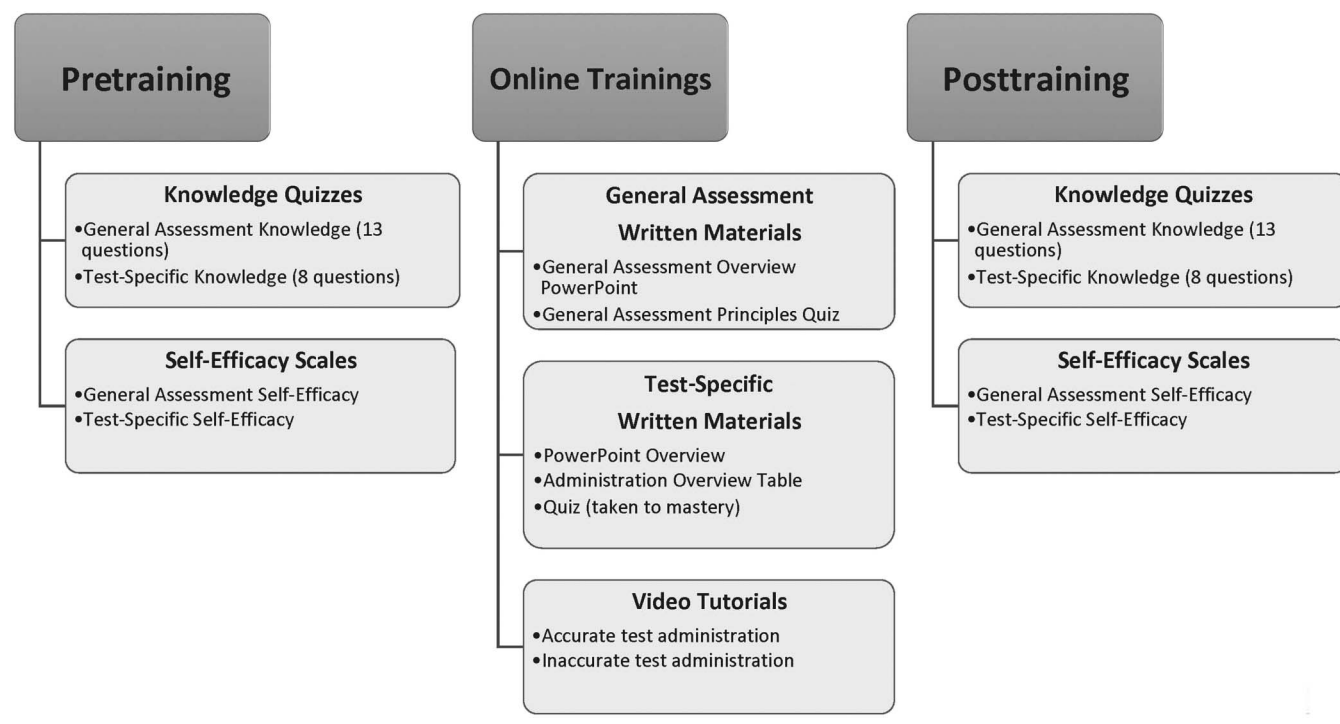 Pretraining
Knowledge Quizzes
•General Assessment Knowledge (13
questions)
•Test-Specific Knowledge (8 questions)
Self-Efficacy Scales
•General Assessment Self-Efficacy
•Test-Specific Self-Efficacy
Online Trainings
General Assessment
Written Materials
•General Assessment Overview
PowerPoint
•General Assessment Principles Quiz
Test-Specific
Written Materials
•PowerPoint Overview
•Administration Overview Table
•Quiz (taken to mastery)
Video Tutorials
•Accurate test administration
•Inaccurate test administration
Posttraining
Knowledge Quizzes
•General Assessment Knowledge (13
questions)
•Test-Specific Knowledge (8 questions)
Self-Efficacy Scales
•General Assessment Self-Efficacy
•Test-Specific Self-Efficacy